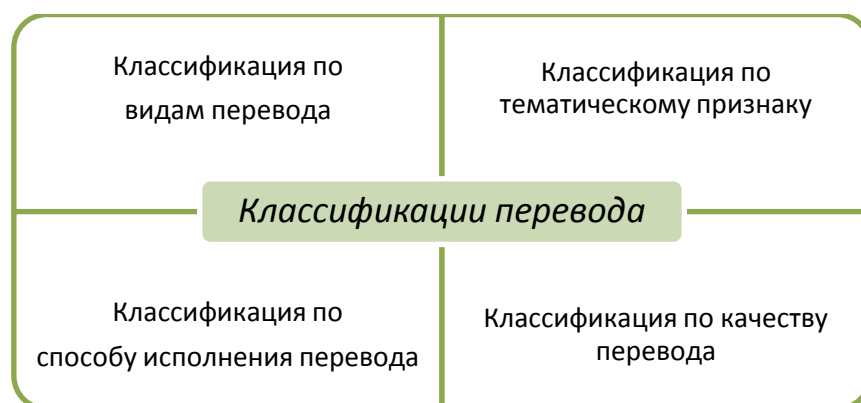 Классификация по
видам перевода
Классификация по
тематическому признаку
Классификации перевода
Классификация по
способу исполнения перевода
Классификация по качеству
перевода